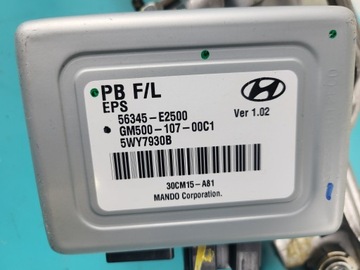 PB F/L
EPS
56345-E2500
GM500-107-00C1
5WY7930B
Ver 1.02
30CM15-A81
MANDO Corporation.